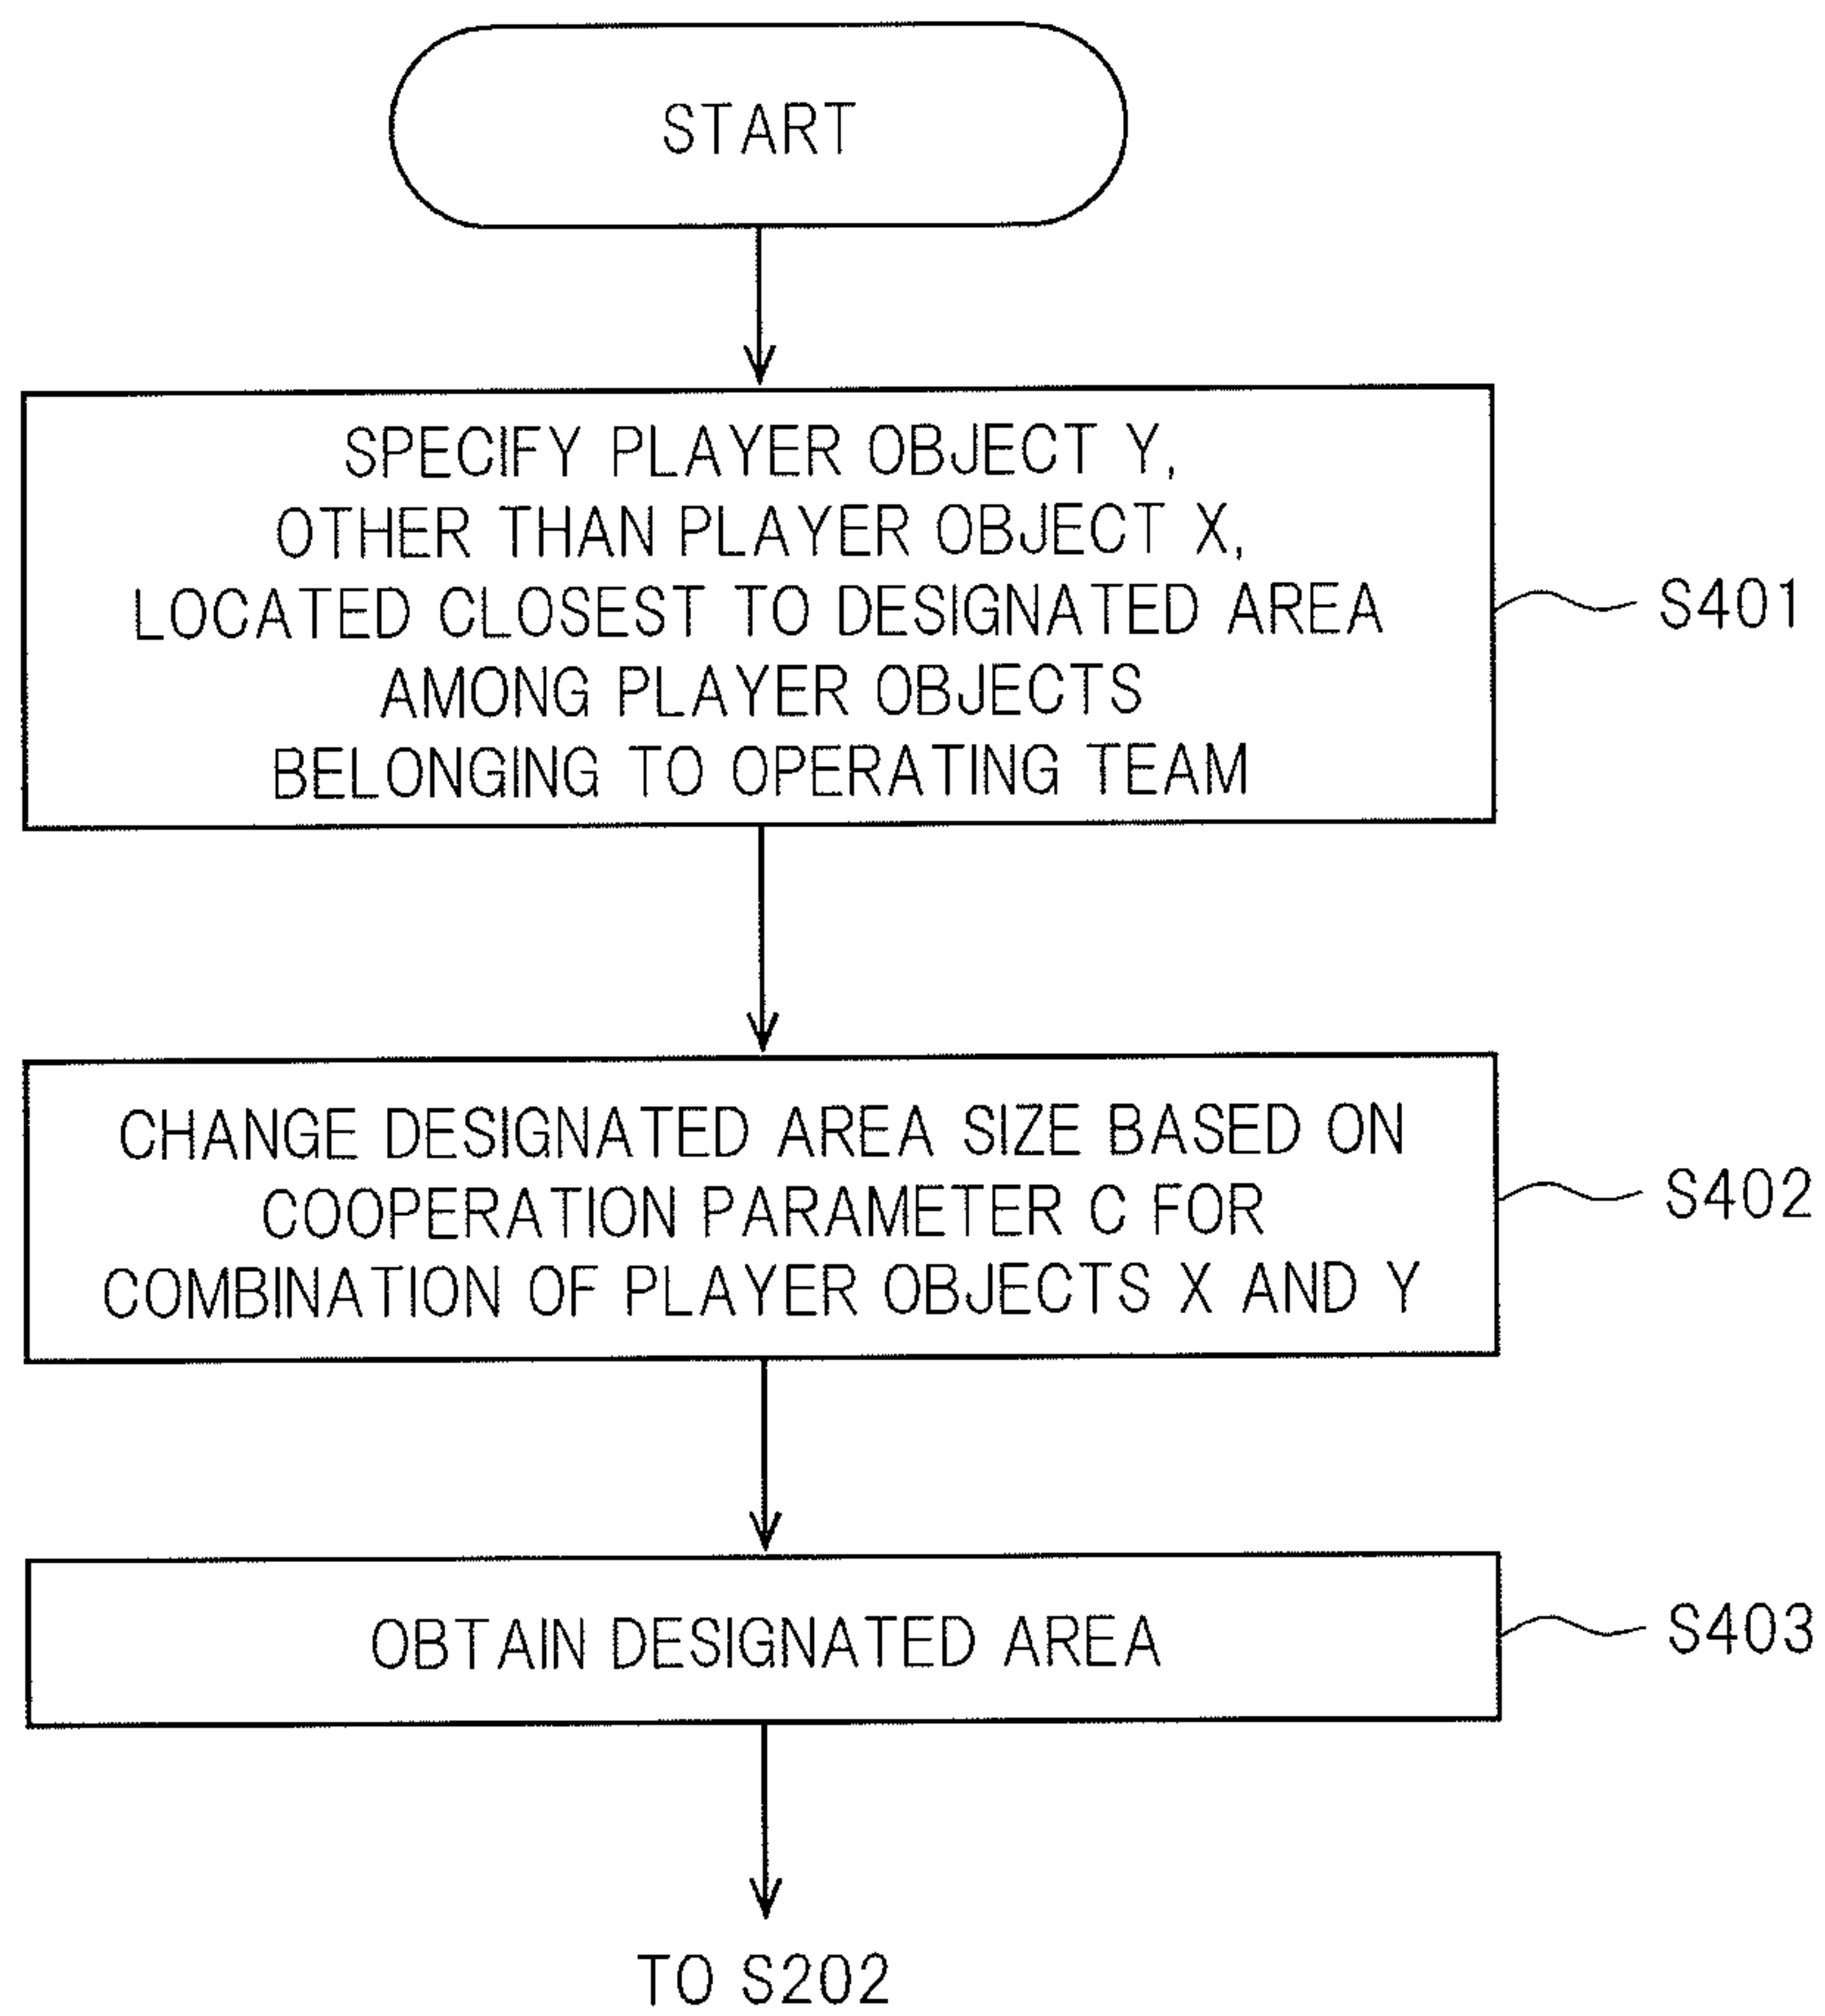 START
SPECIFY PLAYER OBJECT Y,
OTHER THAN PLAYER OBJECT X,
LOCATED CLOSEST TO DESIGNATED AREA
AMONG PLAYER OBJECTS
BELONGING TO OPERATING TEAM
S401
CHANGE DESIGNATED AREA SIZE BASED ON
COOPERATION PARAMETER C FOR
COMBINATION OF PLAYER OBJECTS X AND Y
S402
OBTAIN DESIGNATED AREA
S403
TO S202